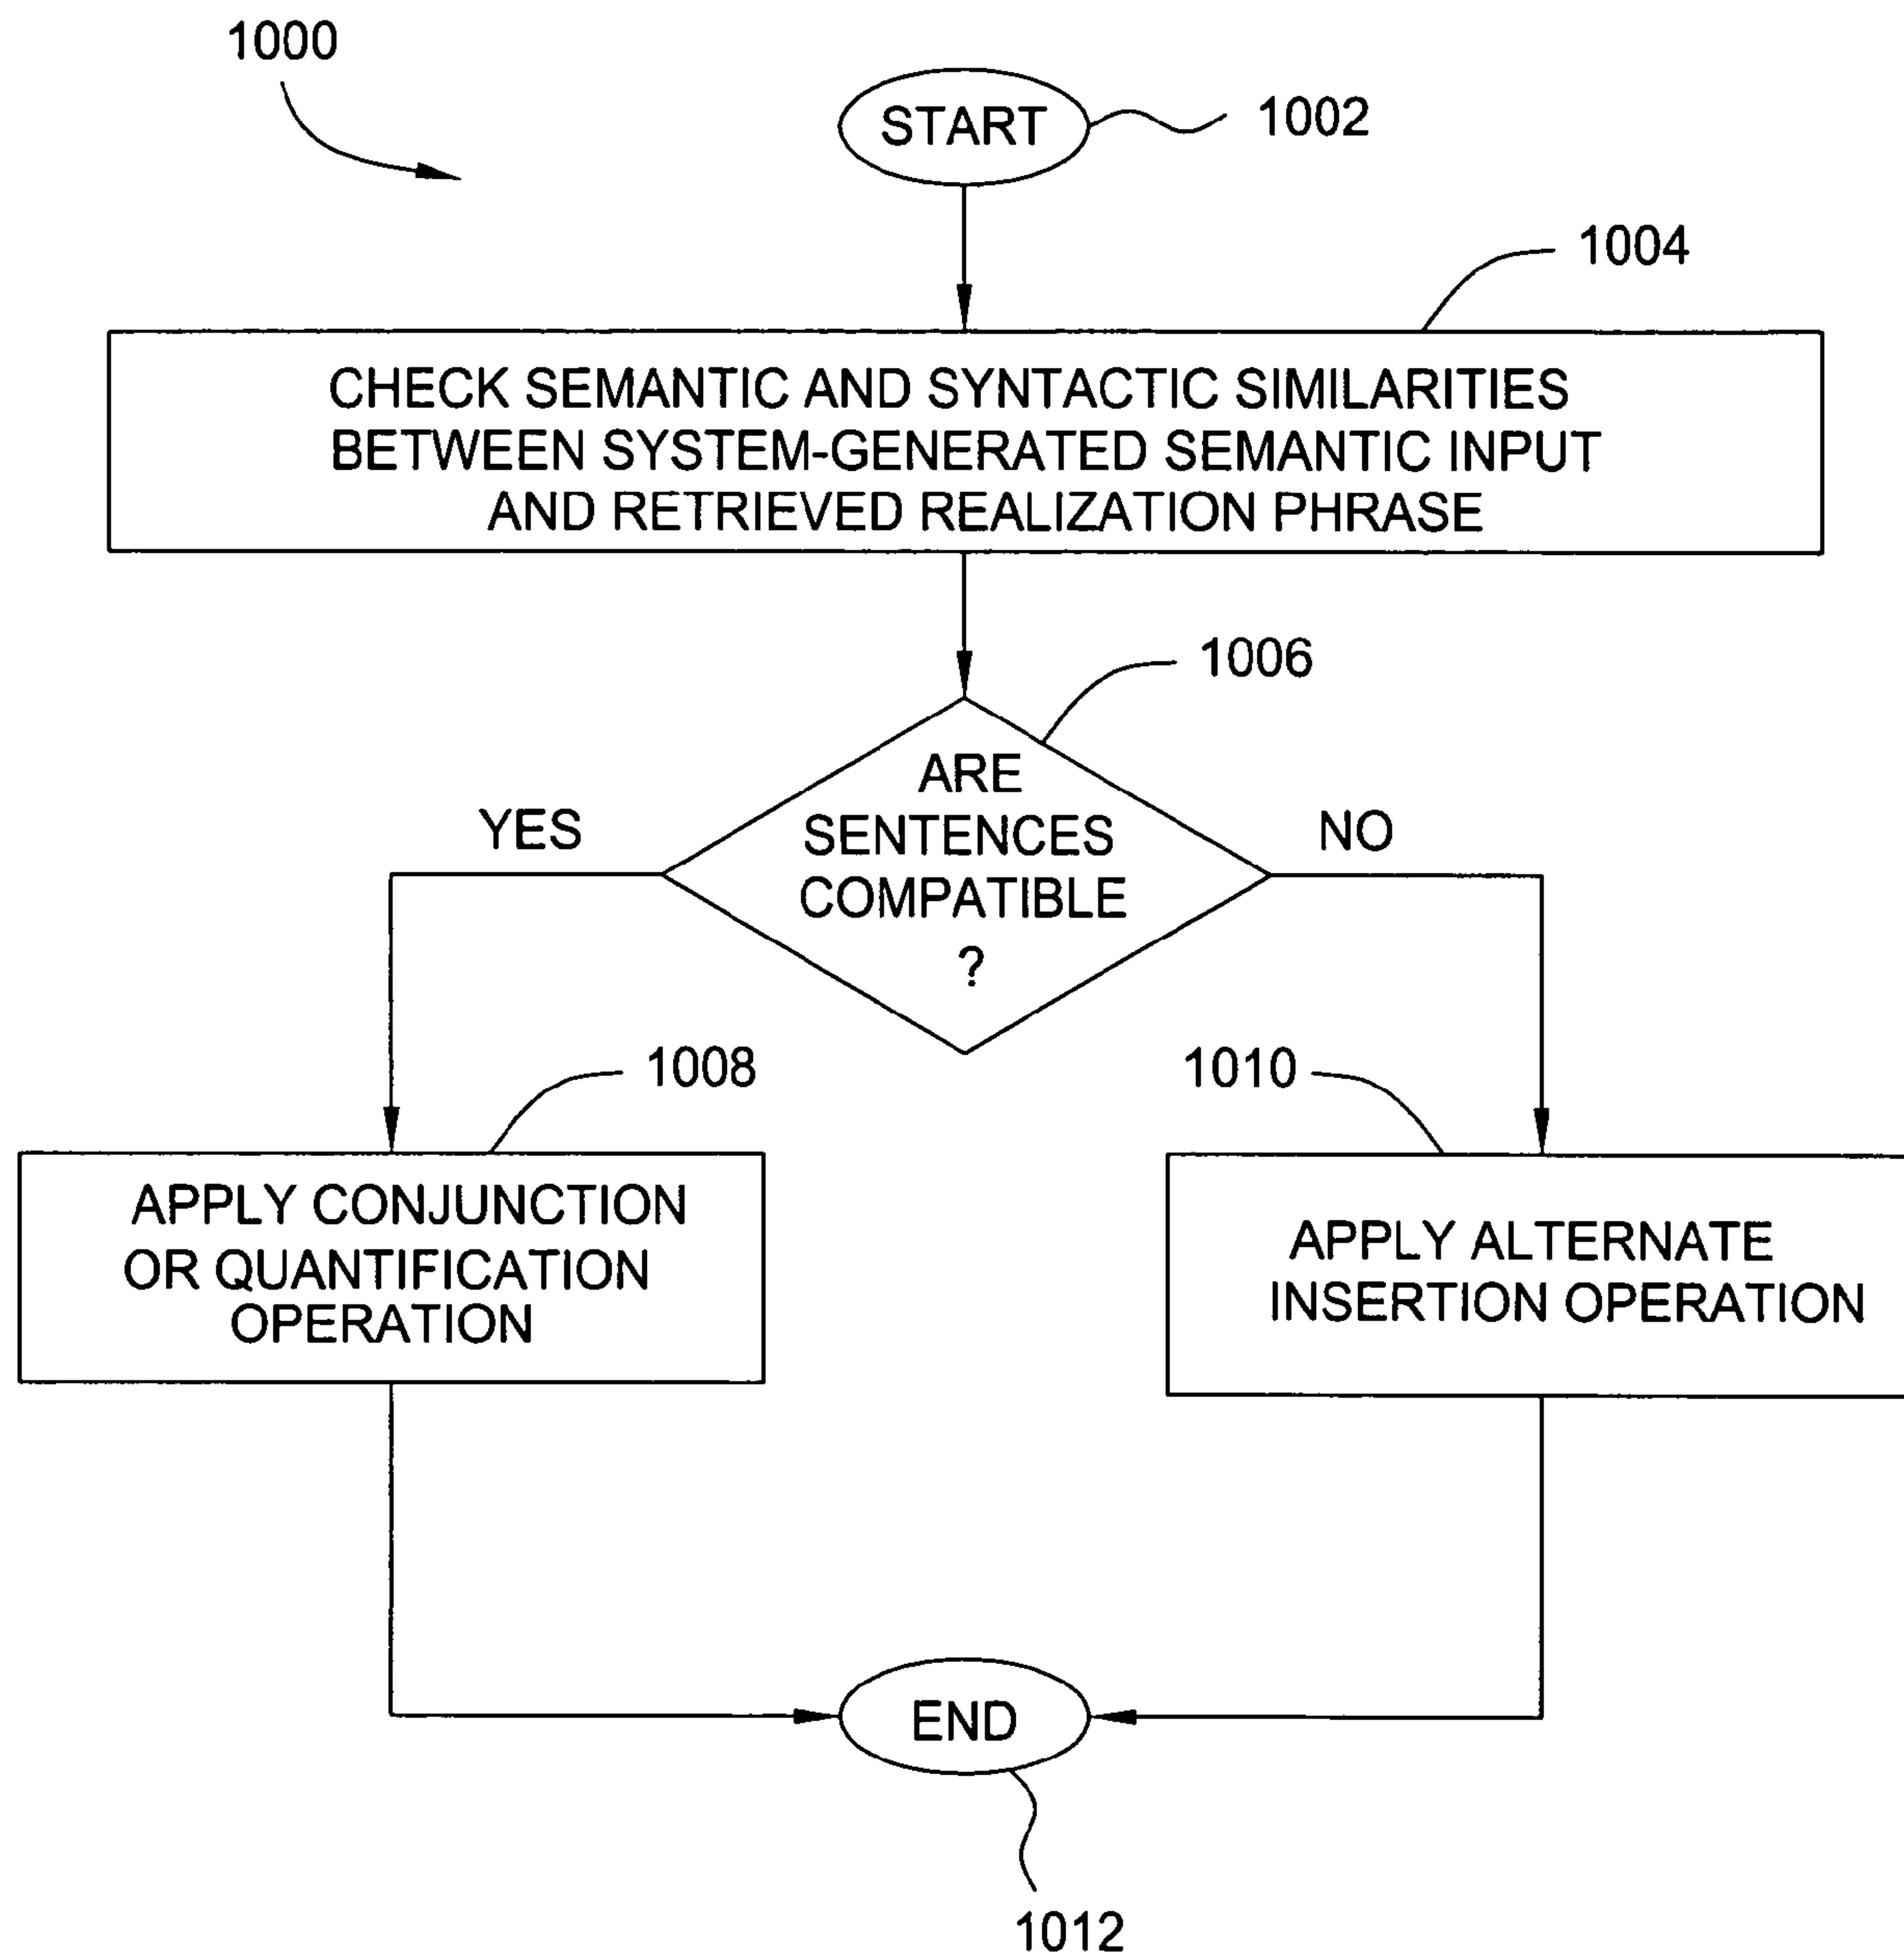 1000
START
1002
1004
CHECK SEMANTIC AND SYNTACTIC SIMILARITIES
BETWEEN SYSTEM-GENERATED SEMANTIC INPUT
AND RETRIEVED REALIZATION PHRASE
1006
ARE
SENTENCES
COMPATIBLE
?
YES
NO
1008
1010
APPLY CONJUNCTION
OR QUANTIFICATION
OPERATION
APPLY ALTERNATE
INSERTION OPERATION
END
1012